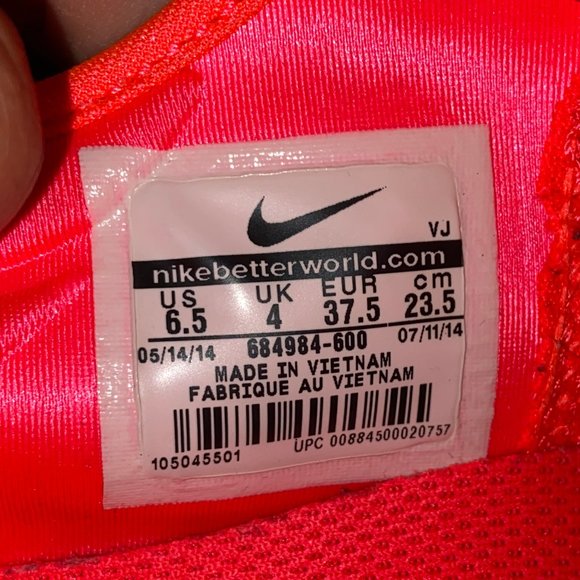 VJ
nikebetterworld.com
US UK EUR cm
6.5 4 37.5 23.5
05/14/14 684984-600 07/11/14
MADE IN VIETNAM
FABRIQUE AU VIETNAM
105045501 UPC 00884500020757